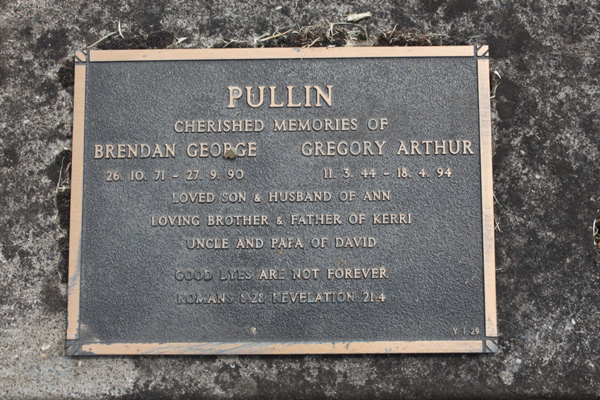 PULLIN
CHERISHED MEMORIES OF
BRENDAN GEORGE GREGORY ARTHUR
26. 10. 71 - 27. 9. 90 11. 3. 44 - 18. 4. 94
LOVED SON & HUSBAND OF ANN
LOVING BROTHER & FATHER OF KERRI
UNCLE AND PAPA OF DAVID
GOOD BYES ARE NOT FOREVER
ROMANS 8:28 REVELATION 21:4
Y 1 29